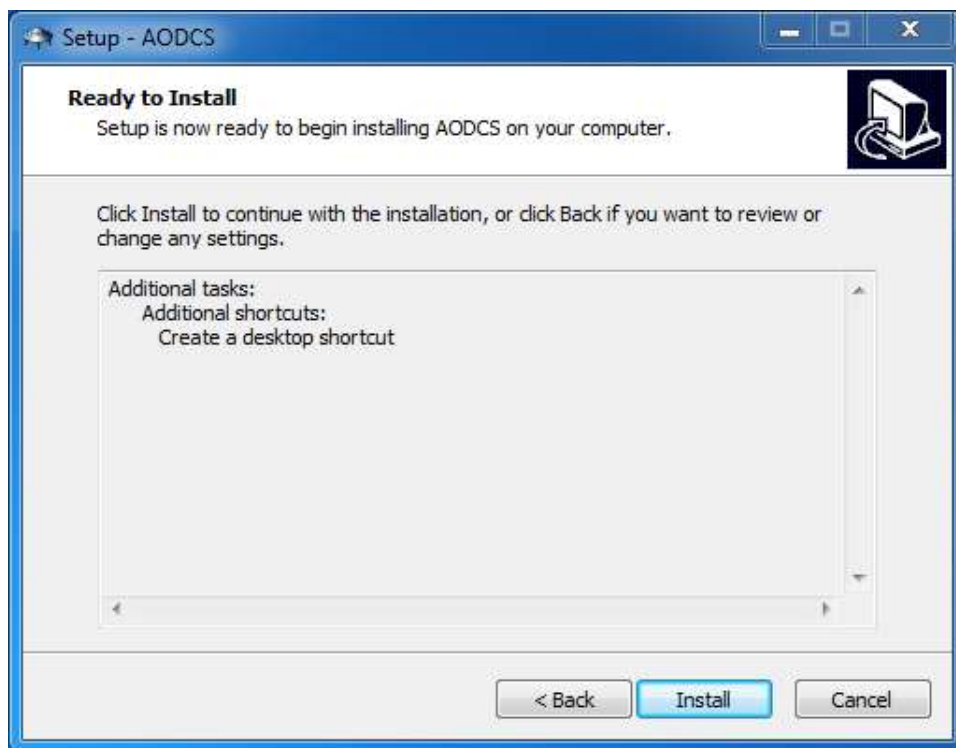 Setup - AODCS
Ready to Install
Setup is now ready to begin installing AODCS on your computer.
Click Install to continue with the installation, or click Back if you want to review or
change any settings.
Additional tasks:
Additional shortcuts:
Create a desktop shortcut
< Back
Install
Cancel